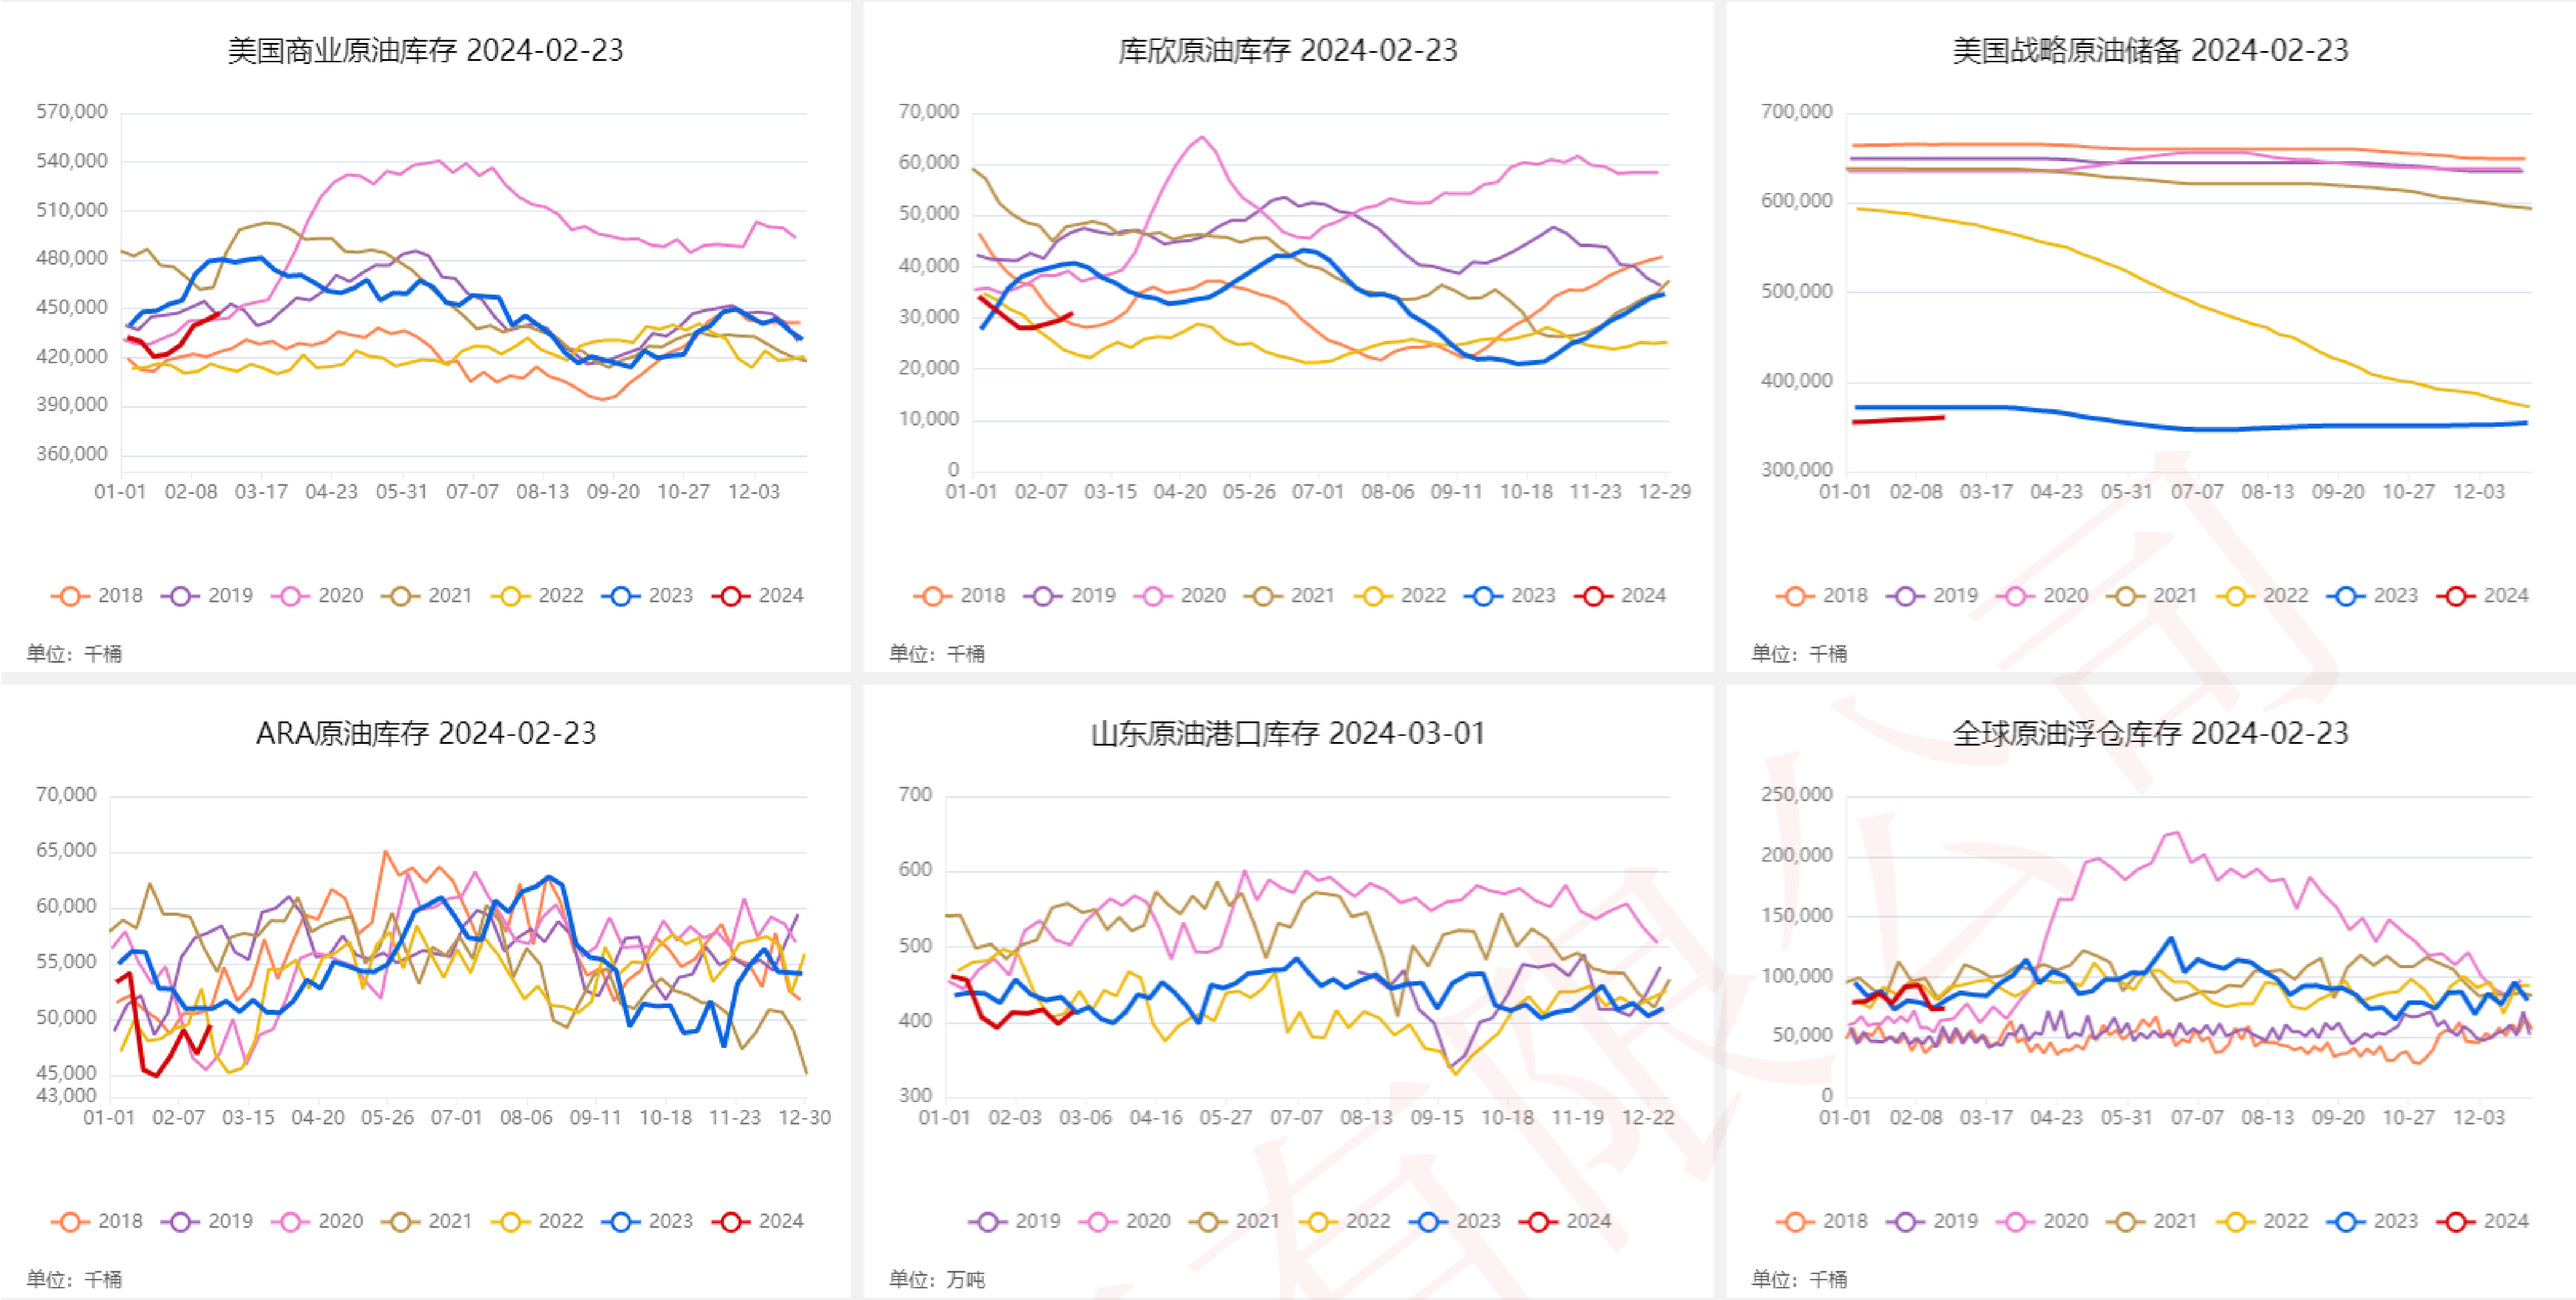 美国商业原油库存 2024-02-23
570,000
540,000
510,000
480,000
450,000
420,000
390,000
360,000
01-01 02-08 03-17 04-23 05-31 07-07 08-13 09-20 10-27 12-03
2018 2019 2020 2021 2022 2023 2024
单位：千桶
库欣原油库存 2024-02-23
70,000
60,000
50,000
40,000
30,000
20,000
10,000
0
01-01 02-07 03-15 04-20 05-26 07-01 08-06 09-11 10-18 11-23 12-29
2018 2019 2020 2021 2022 2023 2024
单位：千桶
美国战略原油储备 2024-02-23
700,000
600,000
500,000
400,000
300,000
01-01 02-08 03-17 04-23 05-31 07-07 08-13 09-20 10-27 12-03
2018 2019 2020 2021 2022 2023 2024
单位：千桶
ARA原油库存 2024-02-23
70,000
65,000
60,000
55,000
50,000
45,000
43,000
01-01 02-07 03-15 04-20 05-26 07-01 08-06 09-11 10-18 11-23 12-30
2018 2019 2020 2021 2022 2023 2024
单位：千桶
山东原油港口库存 2024-03-01
700
600
500
400
300
01-01 02-03 03-06 04-16 05-27 07-07 08-13 09-15 10-18 11-19 12-22
2019 2020 2021 2022 2023 2024
单位：万吨
全球原油浮仓库存 2024-02-23
250,000
200,000
150,000
100,000
50,000
0
01-01 02-08 03-17 04-23 05-31 07-07 08-13 09-20 10-27 12-03
2018 2019 2020 2021 2022 2023 2024
单位：千桶
有限公司